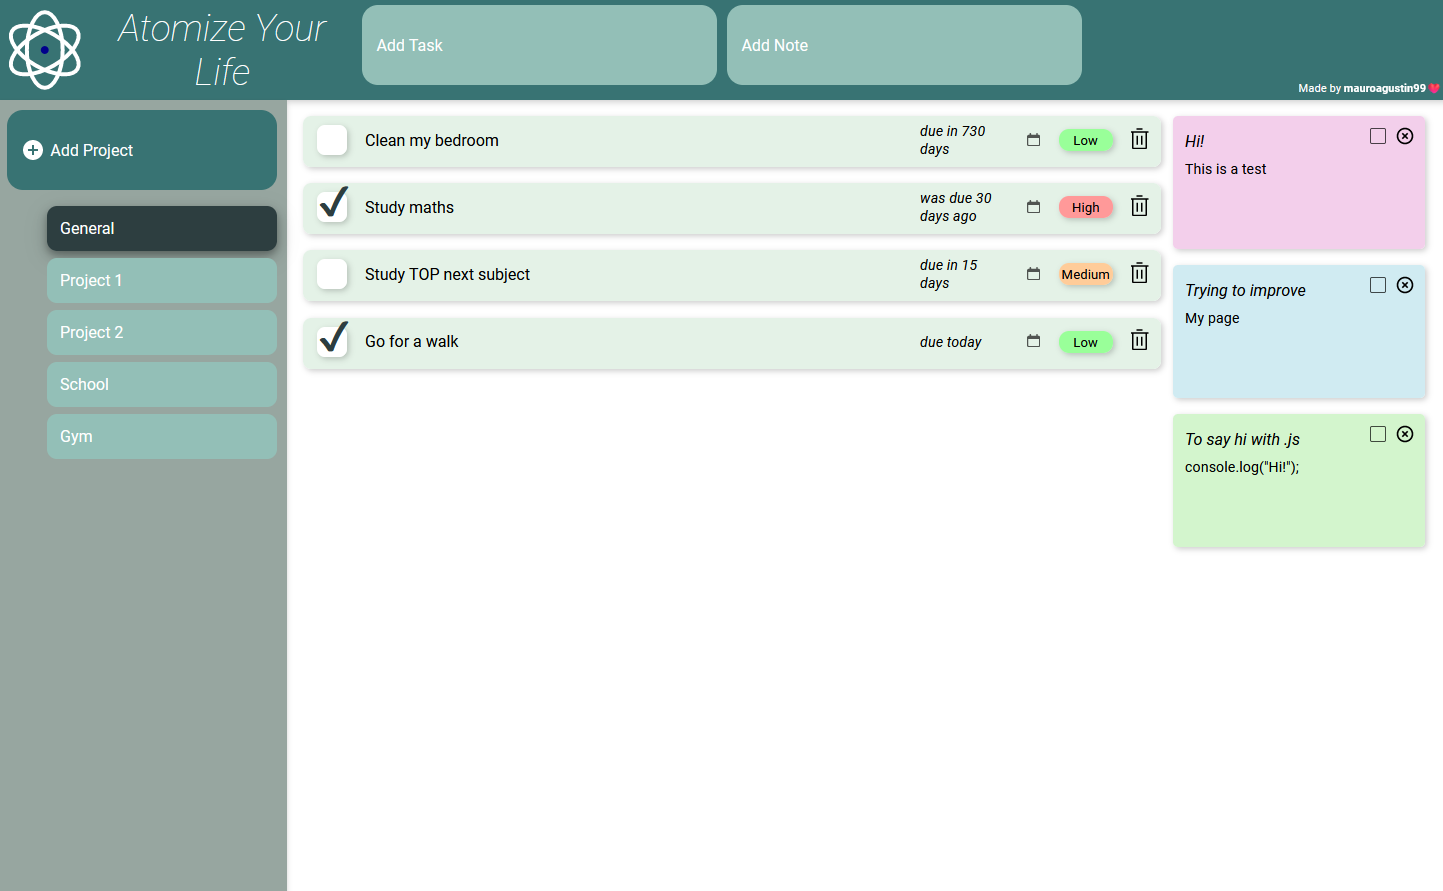 Atomize Your
Life
Add Task
Add Note
Made by mauroagustin99💓
Add Project
General
Project 1
Project 2
School
Gym
Clean my bedroom
due in 730
days
Low
Study maths
was due 30
days ago
High
Study TOP next subject
due in 15
days
Medium
Go for a walk
due today
Low
Hi!
This is a test
Trying to improve
My page
To say hi with .js
console.log("Hi!");